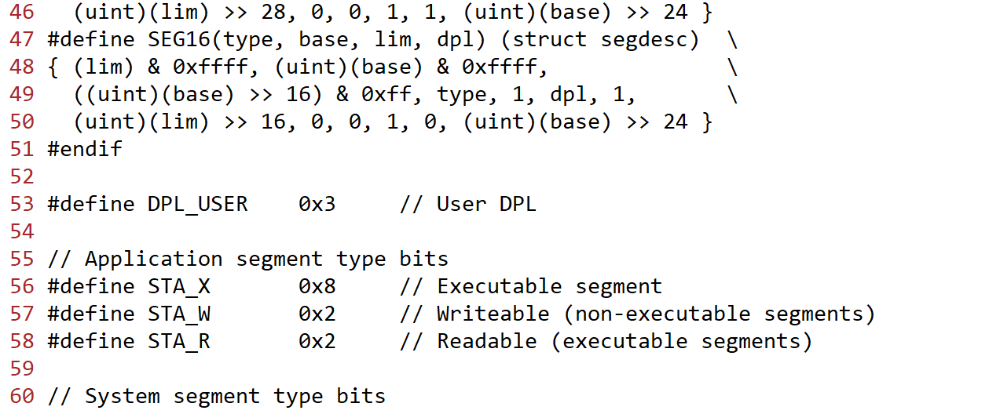 46   (uint)(lim) >> 28, 0, 0, 1, 1, (uint)(base) >> 24 }
47 #define SEG16(type, base, lim, dpl) (struct segdesc)  \
48 { (lim) & 0xffff, (uint)(base) & 0xffff,              \
49   ((uint)(base) >> 16) & 0xff, type, 1, dpl, 1,       \
50   (uint)(lim) >> 16, 0, 0, 1, 0, (uint)(base) >> 24 }
51 #endif
52
53 #define DPL_USER    0x3     // User DPL
54
55 // Application segment type bits
56 #define STA_X       0x8     // Executable segment
57 #define STA_W       0x2     // Writeable (non-executable segments)
58 #define STA_R       0x2     // Readable (executable segments)
59
60 // System segment type bits